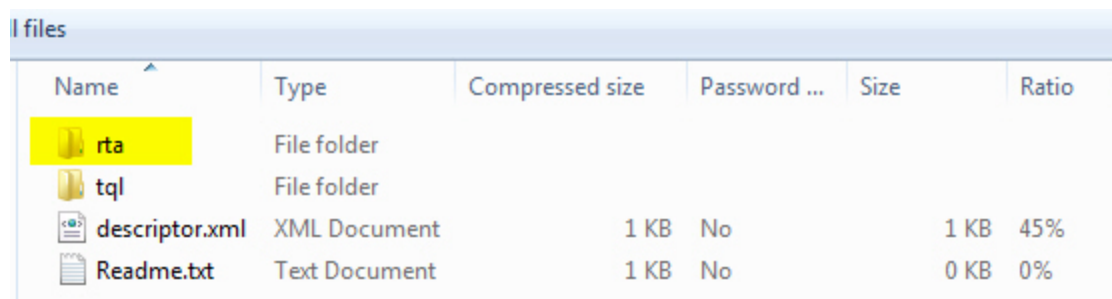 l files
Name Type Compressed size Password ... Size Ratio
rta File folder
tql File folder
descriptor.xml XML Document 1 KB No 1 KB 45%
Readme.txt Text Document 1 KB No 0 KB 0%